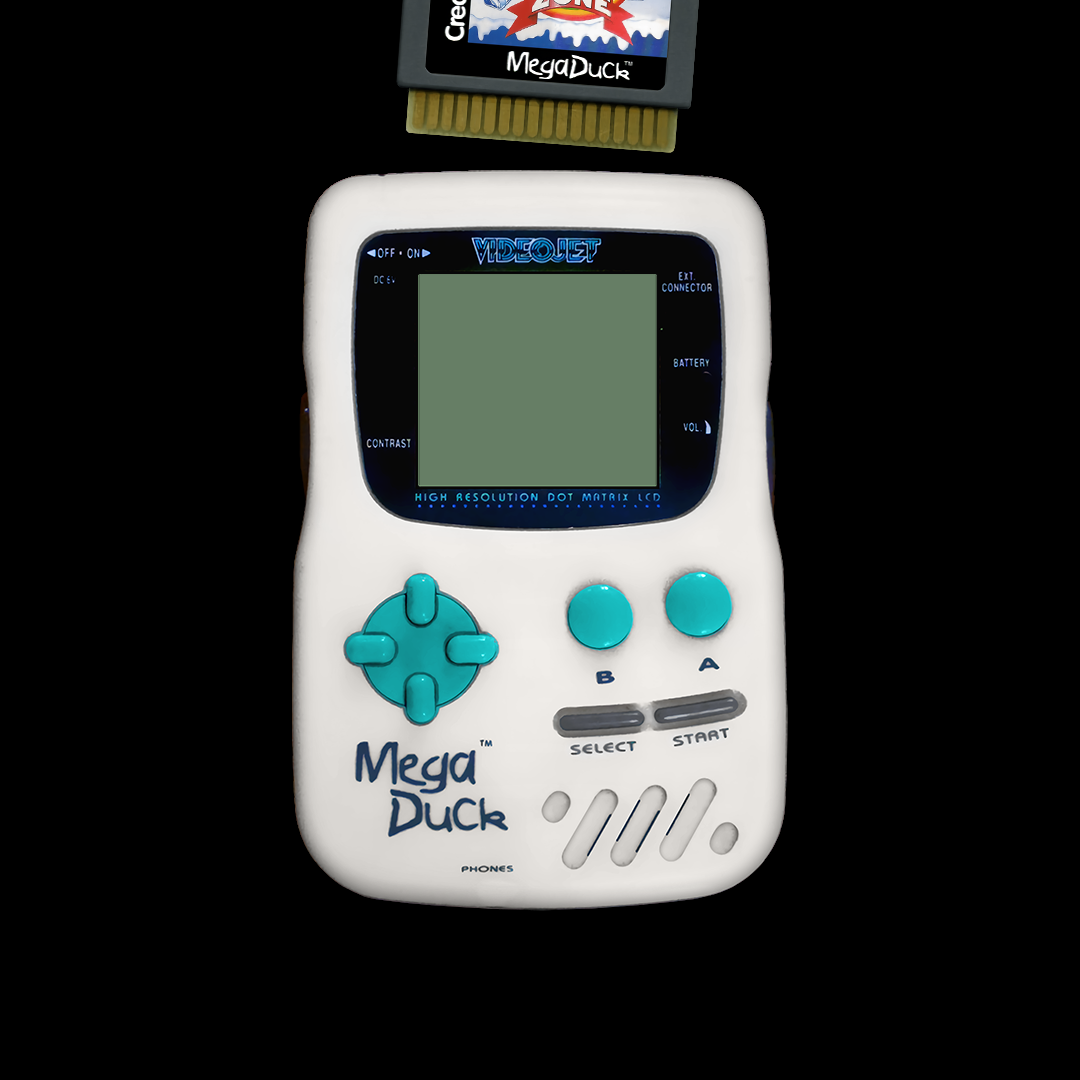 ZONE
MegaDuck™
◀OFF • ON▶
VIDEOJET
DC 6V
EXT.
CONNECTOR
BATTERY
VOL.
CONTRAST
HIGH RESOLUTION DOT MATRIX LCD
B
A
SELECT
START
Mega™
Duck
PHONES